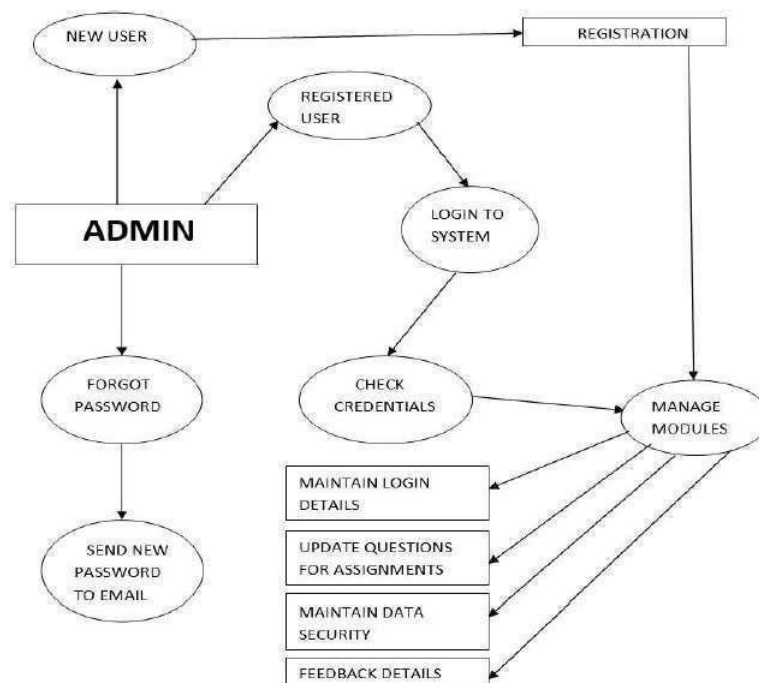 NEW USER
REGISTRATION
REGISTERED
USER
ADMIN
LOGIN TO
SYSTEM
FORGOT
PASSWORD
CHECK
CREDENTIALS
MANAGE
MODULES
MAINTAIN LOGIN
DETAILS
SEND NEW
PASSWORD
TO EMAIL
UPDATE QUESTIONS
FOR ASSIGNMENTS
MAINTAIN DATA
SECURITY
FEEDBACK DETAILS